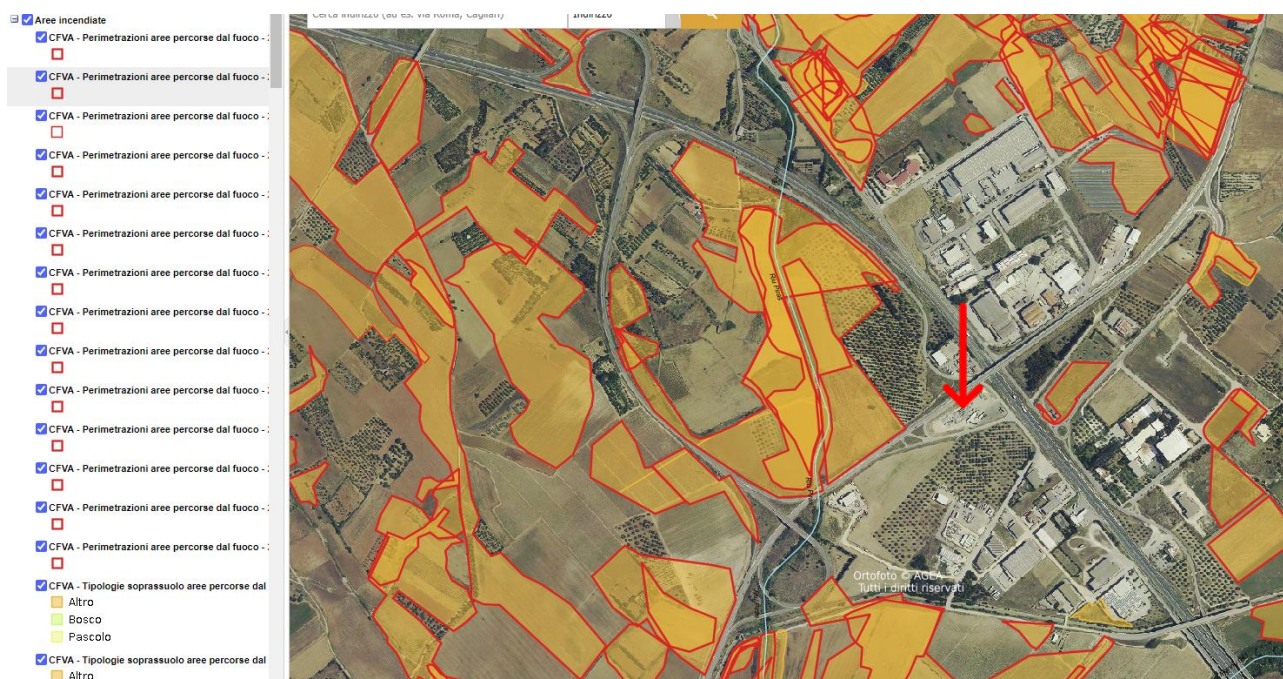 Aree incendiate
CFVA - Perimetrazioni aree percorse dal fuoco -
CFVA - Perimetrazioni aree percorse dal fuoco -
CFVA - Perimetrazioni aree percorse dal fuoco -
CFVA - Perimetrazioni aree percorse dal fuoco -
CFVA - Perimetrazioni aree percorse dal fuoco -
CFVA - Perimetrazioni aree percorse dal fuoco -
CFVA - Perimetrazioni aree percorse dal fuoco -
CFVA - Perimetrazioni aree percorse dal fuoco -
CFVA - Perimetrazioni aree percorse dal fuoco -
CFVA - Perimetrazioni aree percorse dal fuoco -
CFVA - Perimetrazioni aree percorse dal fuoco -
CFVA - Perimetrazioni aree percorse dal fuoco -
CFVA - Perimetrazioni aree percorse dal fuoco -
CFVA - Perimetrazioni aree percorse dal fuoco -
CFVA - Tipologie soprassuolo aree percorse dal
Altro
Bosco
Pascolo
CFVA - Tipologie soprassuolo aree percorse dal
Altro
Cerca indirizzo (ad es. Via Roma, Cagliari)
Indirizzo
Ortofoto © AGEA
Tutti i diritti riservati